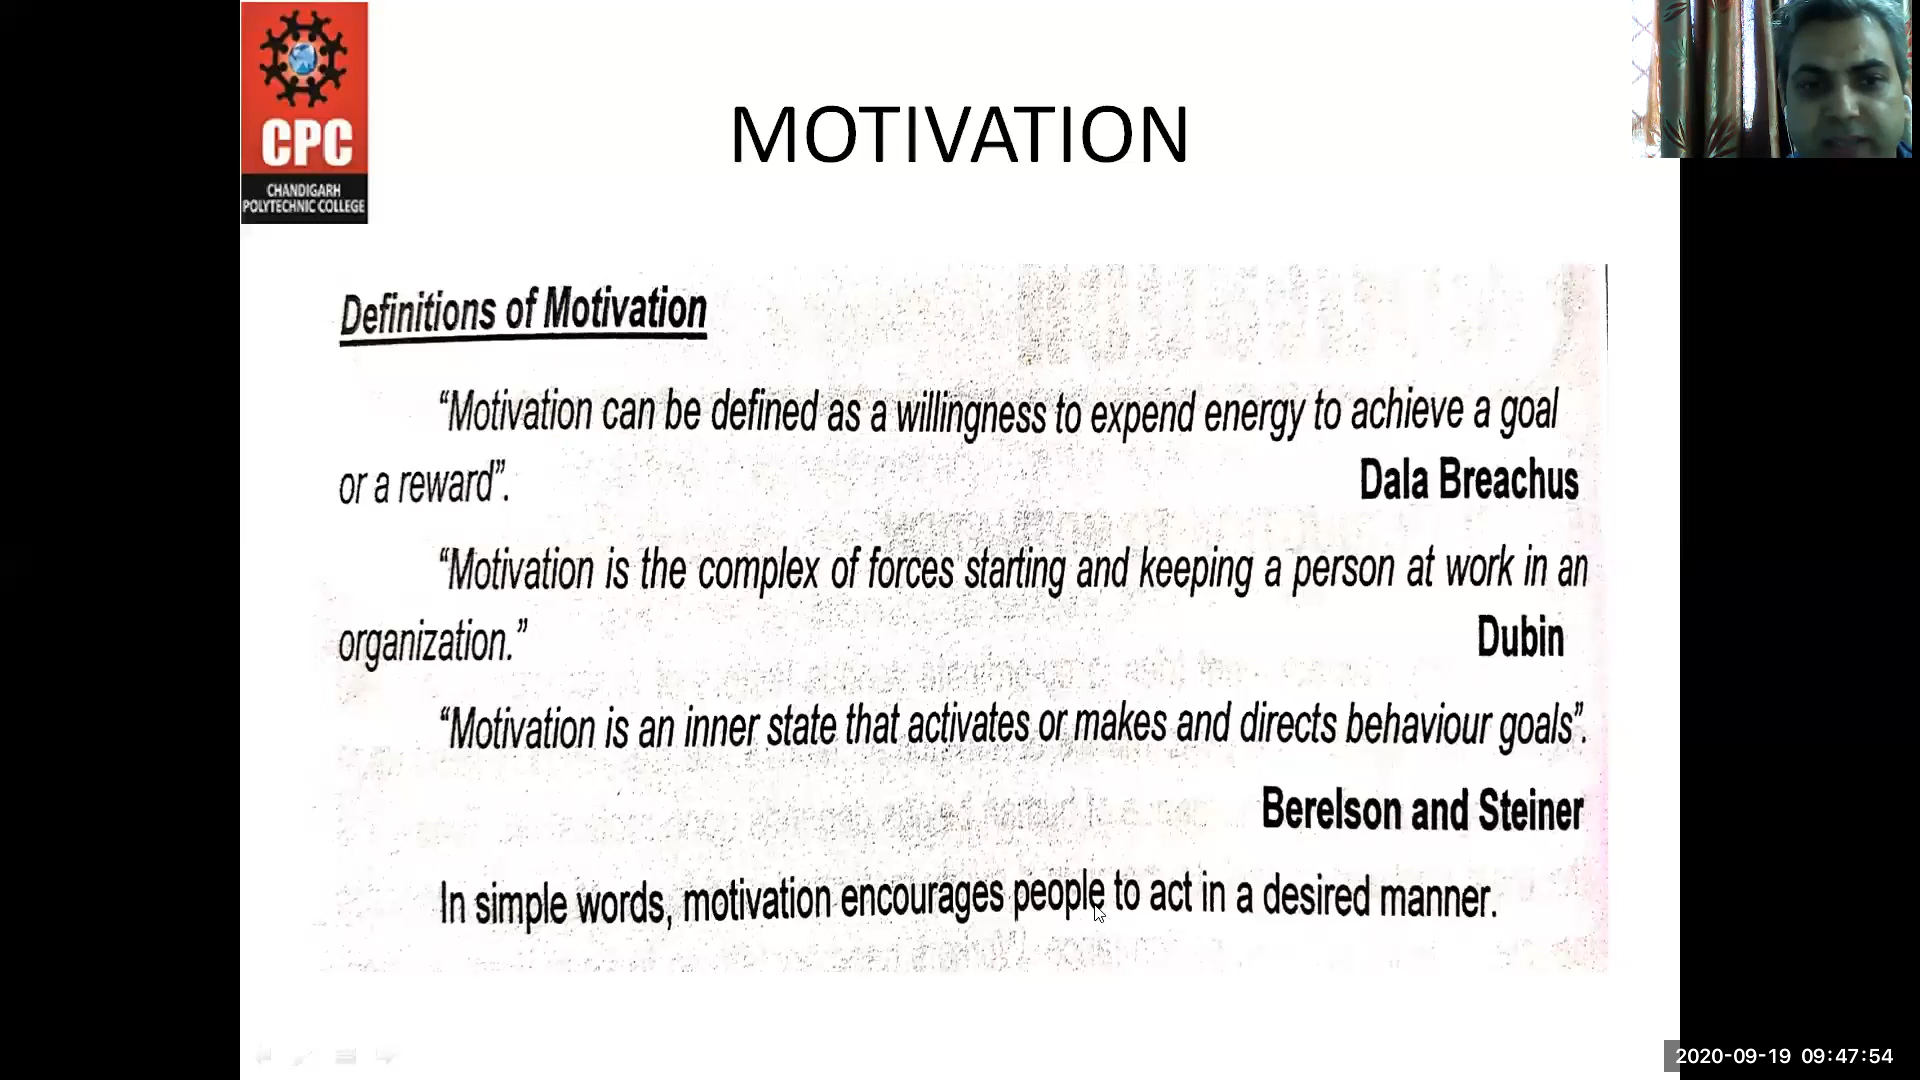 CPC
CHANDIGARH
POLYTECHNIC COLLEGE
MOTIVATION
Definitions of Motivation
“Motivation can be defined as a willingness to expend energy to achieve a goal
or a reward”.
Dala Breachus
“Motivation is the complex of forces starting and keeping a person at work in an
organization.”
Dubin
“Motivation is an inner state that activates or makes and directs behaviour goals”.
Berelson and Steiner
In simple words, motivation encourages people to act in a desired manner.
2020-09-19 09:47:54